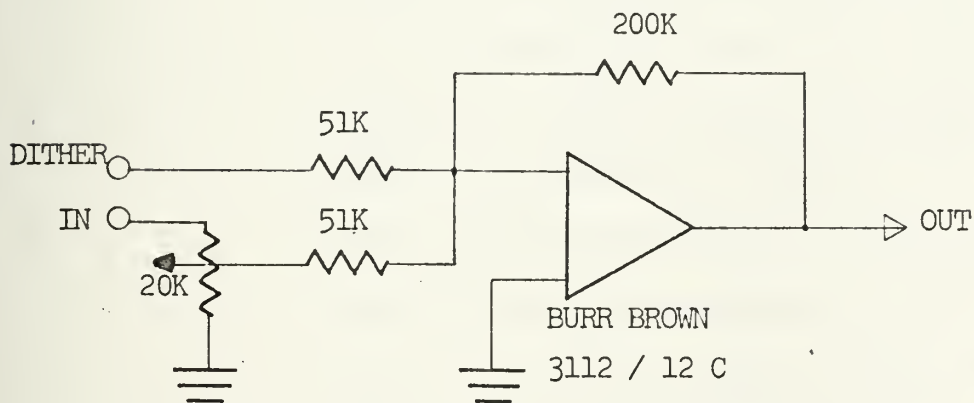 200K
51K
DITHER
IN
51K
OUT
20K
BURR BROWN
3112 / 12 C